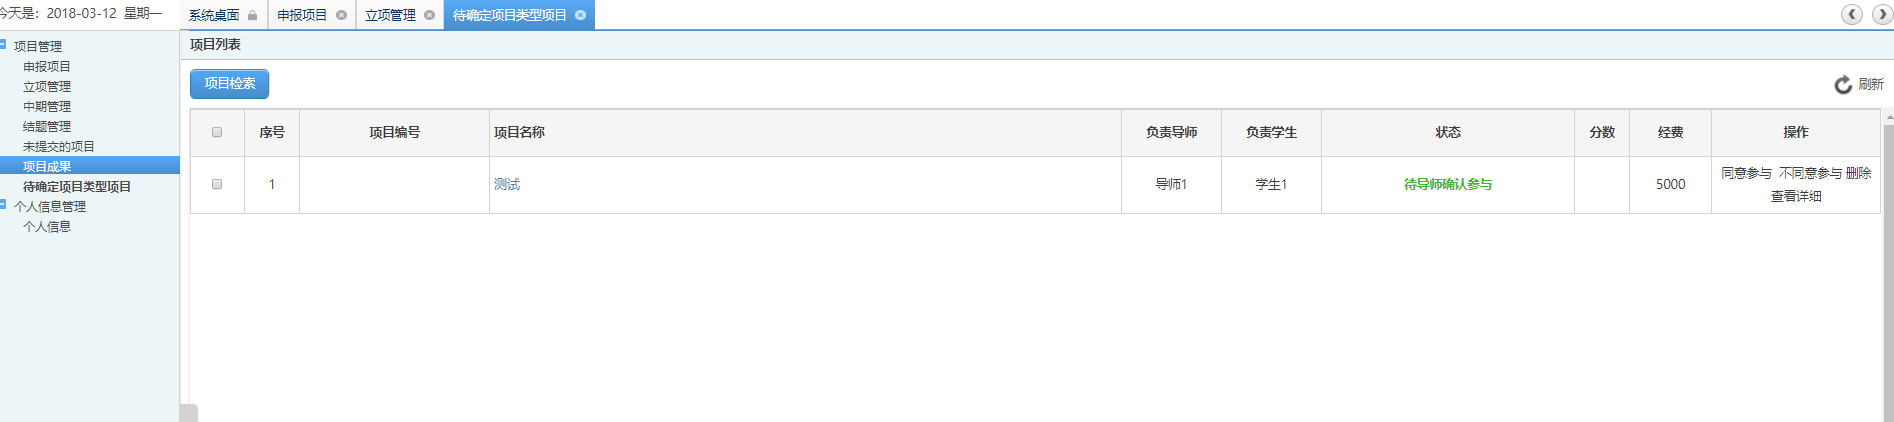 今天是：2018-03-12 星期一
系统桌面 申报项目 立项管理 待确定项目类型项目
项目管理
申报项目
立项管理
中期管理
结题管理
未提交的项目
项目成果
待确定项目类型项目
个人信息管理
个人信息
项目列表
项目检索 刷新
序号 项目编号 项目名称 负责导师 负责学生 状态 分数 经费 操作
1 测试 导师1 学生1 待导师确认参与 5000 同意参与 不同意参与 删除
查看详细